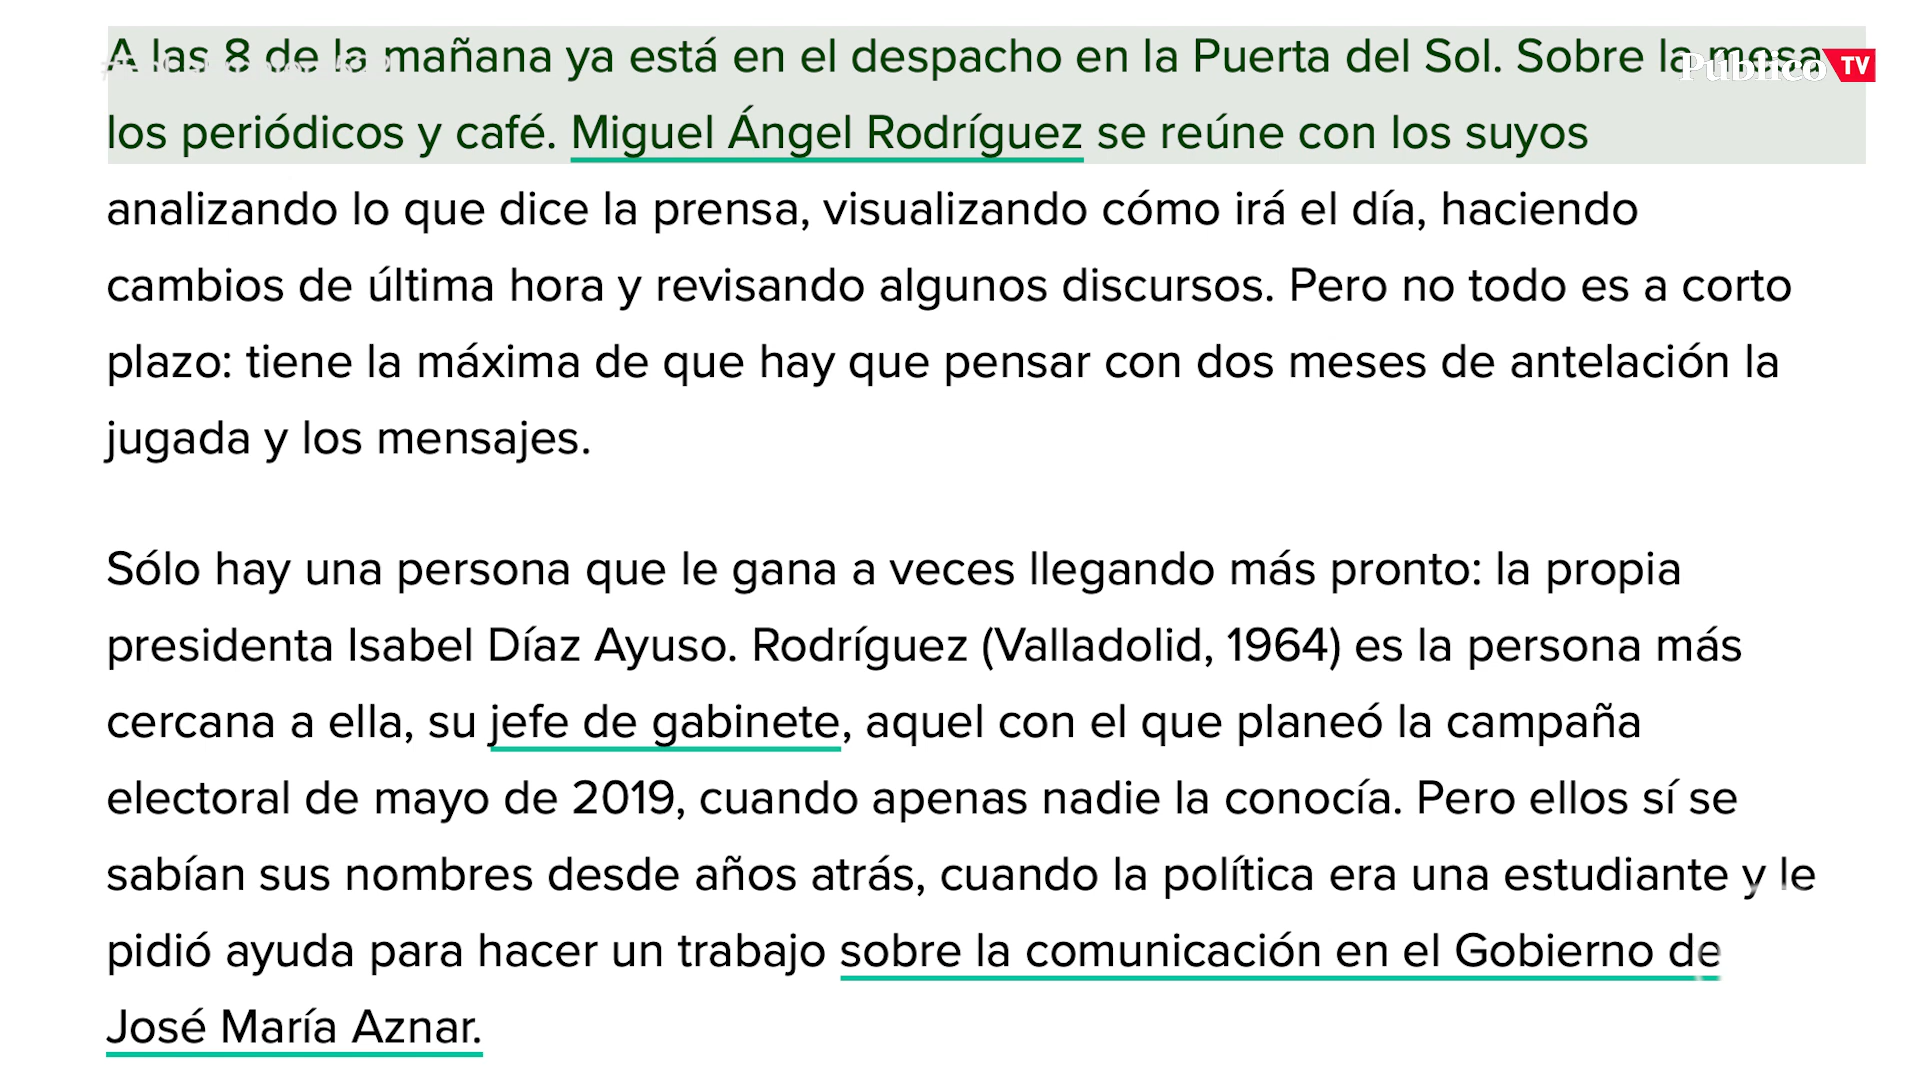 A las 8 de la mañana ya está en el despacho en la Puerta del Sol. Sobre la mesa
Público TV
los periódicos y café. Miguel Ángel Rodríguez se reúne con los suyos
analizando lo que dice la prensa, visualizando cómo irá el día, haciendo
cambios de última hora y revisando algunos discursos. Pero no todo es a corto
plazo: tiene la máxima de que hay que pensar con dos meses de antelación la
jugada y los mensajes.
Sólo hay una persona que le gana a veces llegando más pronto: la propia
presidenta Isabel Díaz Ayuso. Rodríguez (Valladolid, 1964) es la persona más
cercana a ella, su jefe de gabinete, aquel con el que planeó la campaña
electoral de mayo de 2019, cuando apenas nadie la conocía. Pero ellos sí se
sabían sus nombres desde años atrás, cuando la política era una estudiante y le
pidió ayuda para hacer un trabajo sobre la comunicación en el Gobierno de
José María Aznar.